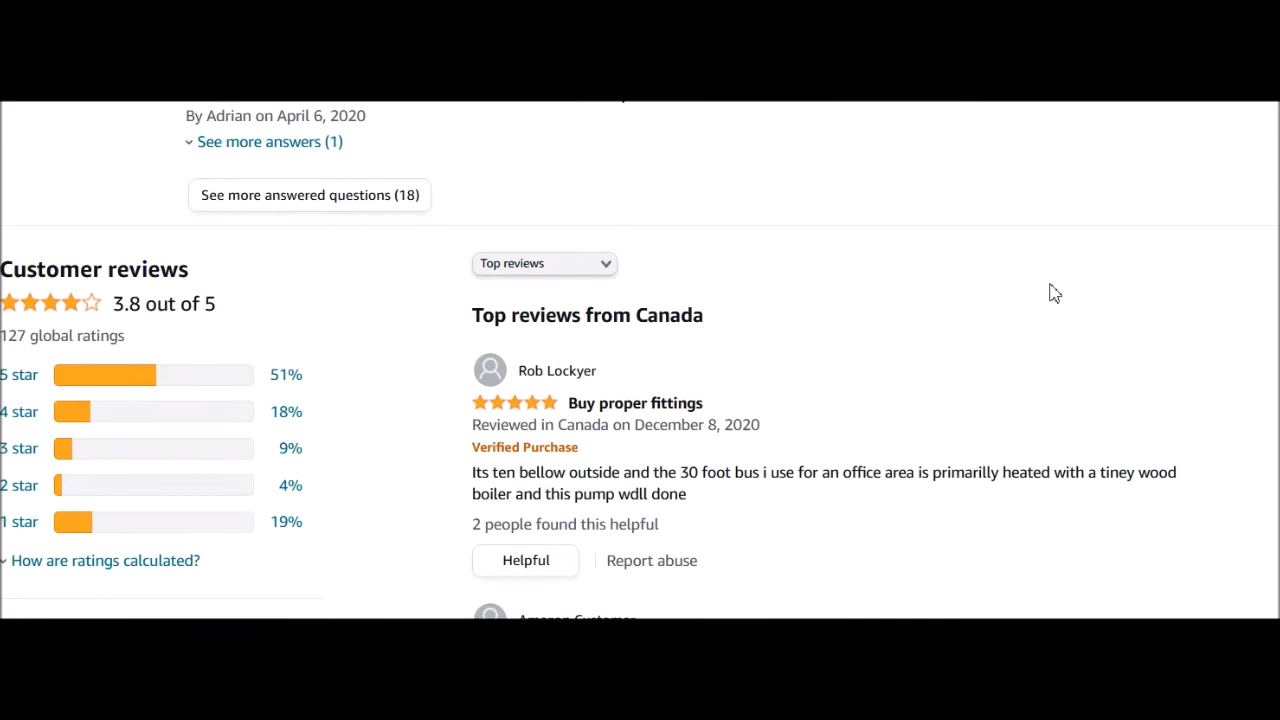 By Adrian on April 6, 2020
See more answers (1)
See more answered questions (18)
Customer reviews
3.8 out of 5
127 global ratings
5 star 51%
4 star 18%
3 star 9%
2 star 4%
1 star 19%
How are ratings calculated?
Top reviews
Top reviews from Canada
Rob Lockyer
Buy proper fittings
Reviewed in Canada on December 8, 2020
Verified Purchase
Its ten bellow outside and the 30 foot bus i use for an office area is primarilly heated with a tiney wood
boiler and this pump wdll done
2 people found this helpful
Helpful
Report abuse
Amazon Customer